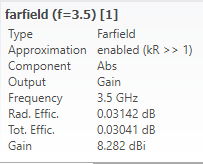 farfield (f=3.5) [1]
Type Farfield
Approximation enabled (kR >> 1)
Component Abs
Output Gain
Frequency 3.5 GHz
Rad. Effic. 0.03142 dB
Tot. Effic. 0.03041 dB
Gain 8.282 dBi